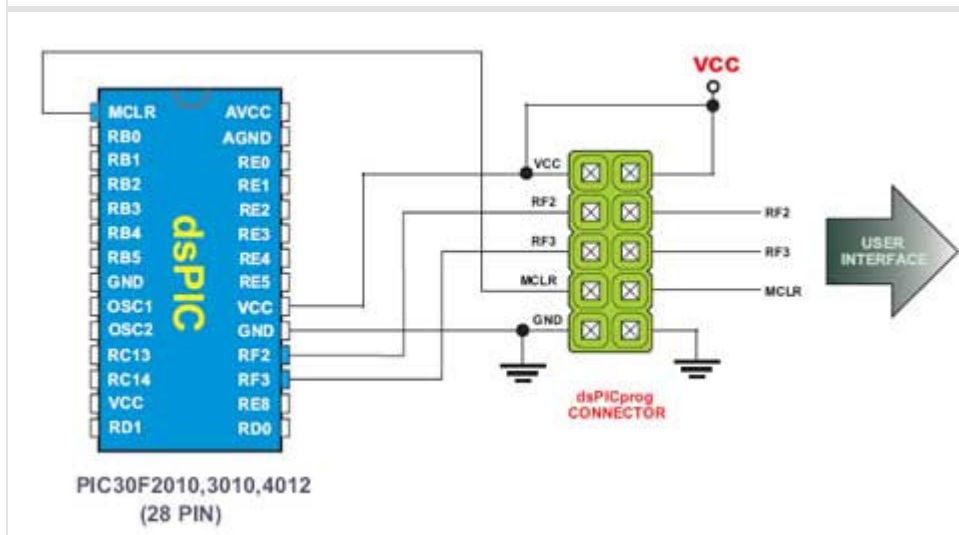 VCC
MCLR AVCC
RB0 AGND
RB1 RE0
RB2 RE1
RB3 RE2
RB4 RE3
RB5 RE4
GND RE5
OSC1 VCC
OSC2 GND
RC13 RF2
RC14 RF3
VCC RE8
RD1 RD0
dsPIC
VCC
RF2
RF3
MCLR
GND
RF2
RF3
MCLR
USER
INTERFACE
dsPICprog
CONNECTOR
PIC30F2010,3010,4012
(28 PIN)